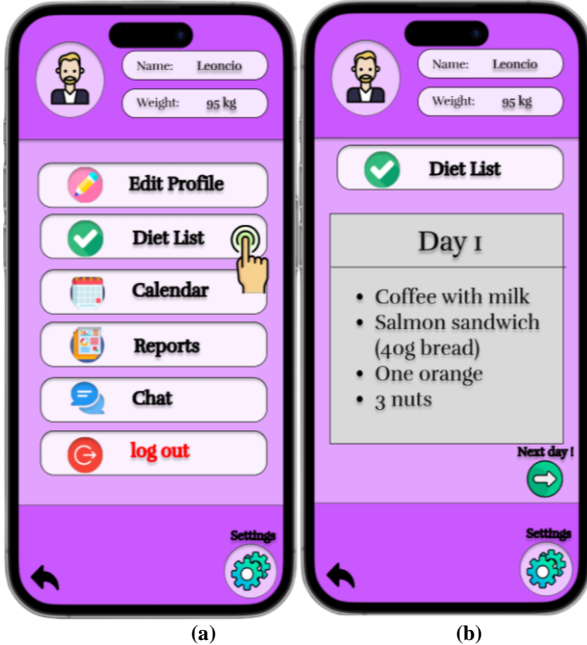 Name: Leoncio
Weight: 95 kg
Edit Profile
Diet List
Calendar
Reports
Chat
log out
Settings
(a)
Name: Leoncio
Weight: 95 kg
Diet List
Day 1
• Coffee with milk
• Salmon sandwich
(40g bread)
• One orange
• 3 nuts
Next day !
Settings
(b)